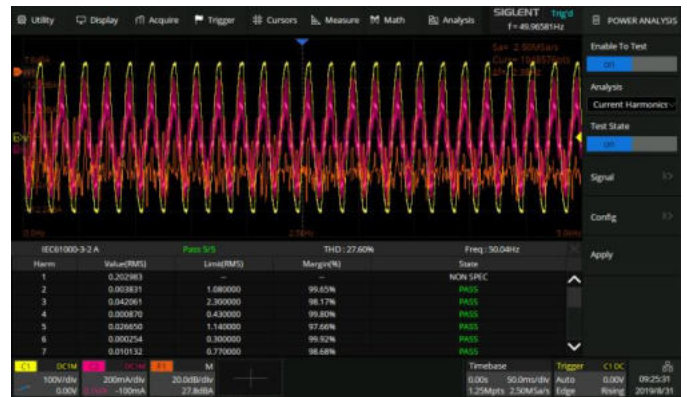 Utility Display Acquire Trigger Cursors Measure Math Analysis SIGLENT Trig'd
f = 49.96581Hz
POWER ANALYSIS
Enable To Test
on
Analysis
Current Harmonics
Test State
on
Signal
Config
Apply
IEC61000-3-2 A Pass 5/5 THD : 27.60% Freq : 50.04Hz
Harm Value(RMS) Limit(RMS) Margin(%) State
1 0.202983 -- -- NON SPEC
2 0.003831 1.080000 99.65% PASS
3 0.042061 2.300000 98.17% PASS
4 0.000870 0.430000 99.80% PASS
5 0.026650 1.140000 97.66% PASS
6 0.000254 0.300000 99.92% PASS
7 0.010132 0.770000 98.68% PASS
C1 DC1M C2 DC1M F1 M Timebase Trigger C1 DC
100V/div 200mA/div 20.0dB/div 0.00s 50.0ms/div Auto 0.00V 09:25:31
0.00V -100mA 27.8dBA 1.25Mpts 2.50MSa/s Edge Rising 2019/8/31